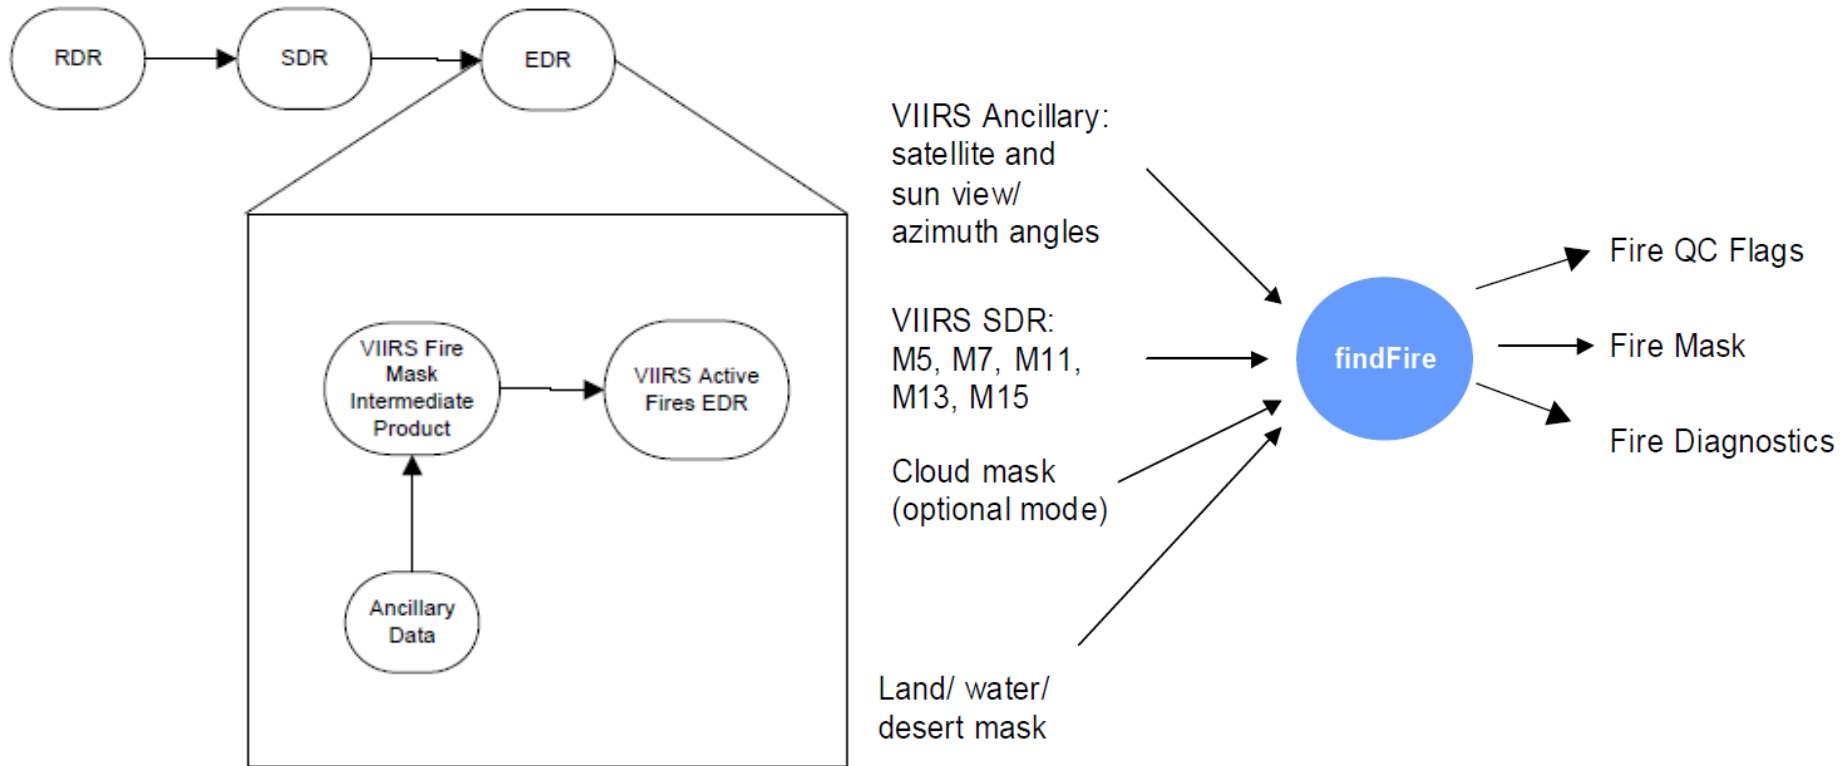 RDR
SDR
EDR
VIIRS Fire
Mask
Intermediate
Product
VIIRS Active
Fires EDR
Ancillary
Data
VIIRS Ancillary:
satellite and
sun view/
azimuth angles
VIIRS SDR:
M5, M7, M11,
M13, M15
Cloud mask
(optional mode)
Land/ water/
desert mask
findFire
Fire QC Flags
Fire Mask
Fire Diagnostics